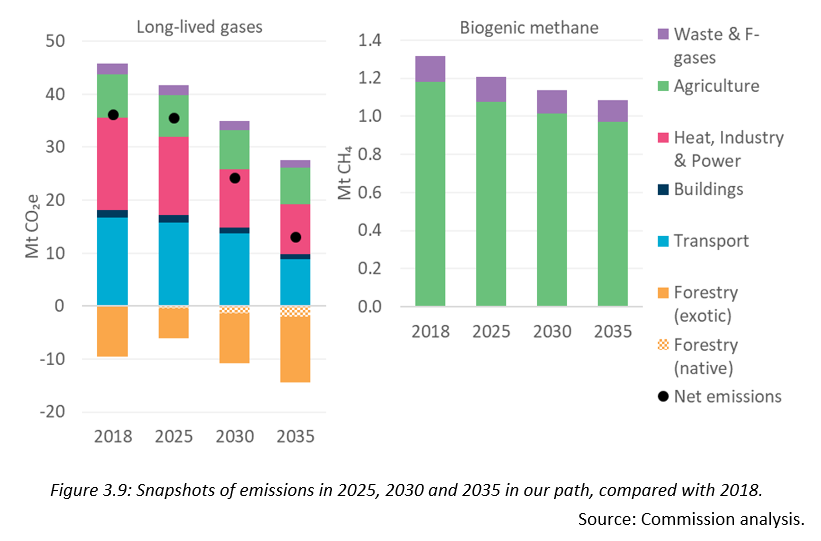 Long-lived gases
Biogenic methane
Mt CO₂e
50
40
30
20
10
0
-10
-20
2018 2025 2030 2035
Mt CH₄
1.4
1.2
1.0
0.8
0.6
0.4
0.2
0.0
2018 2025 2030 2035
Waste & F-
gases
Agriculture
Heat, Industry
& Power
Buildings
Transport
Forestry
(exotic)
Forestry
(native)
Net emissions
Figure 3.9: Snapshots of emissions in 2025, 2030 and 2035 in our path, compared with 2018.
Source: Commission analysis.